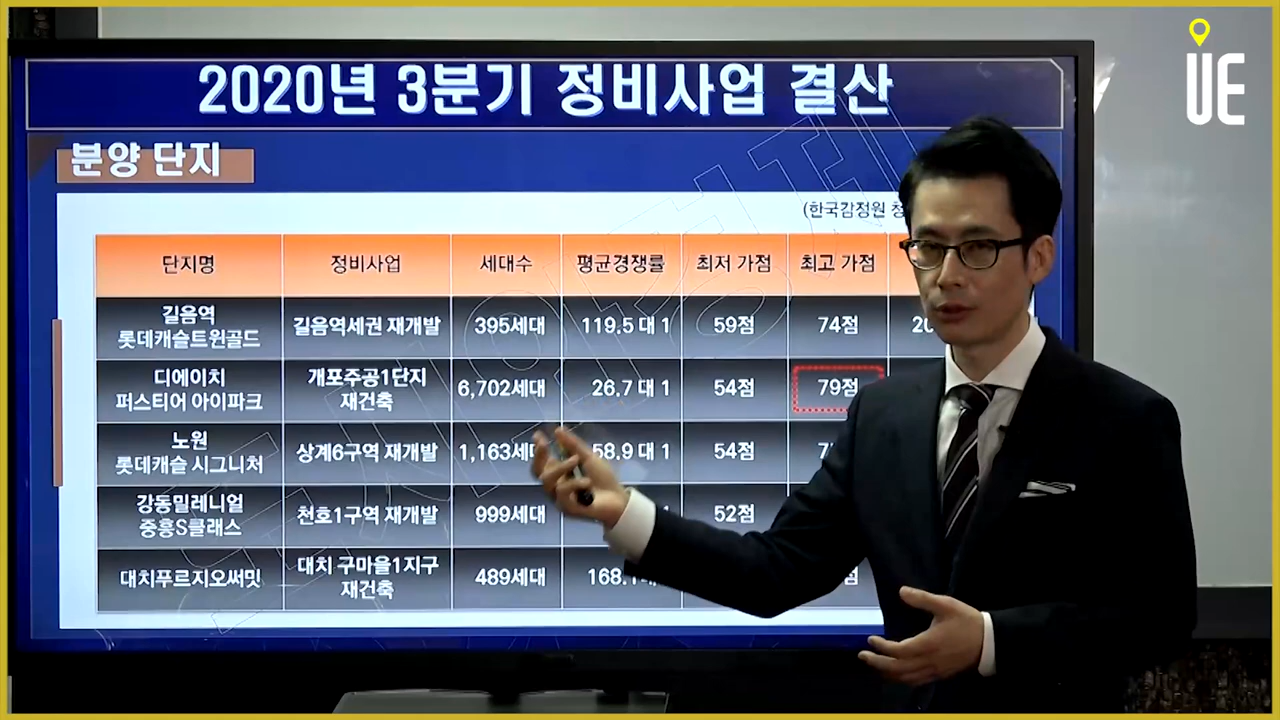 2020년 3분기 정비사업 결산
UE
분양 단지
(한국감정원
단지명 정비사업 세대수 평균경쟁률 최저 가점 최고 가점
길음역
롯데캐슬트윈골드
길음역세권 재개발 395세대 119.5 대 1 59점 74점
디에이치
퍼스티어 아이파크
개포주공1단지
재건축
6,702세대 26.7 대 1 54점 79점
노원
롯데캐슬 시그니처
상계6구역 재개발 58.9 대 1 54점
강동밀레니얼
중흥S클래스
천호1구역 재개발 999세대 52점
대치푸르지오써밋
대치 구마을1지구
재건축
489세대